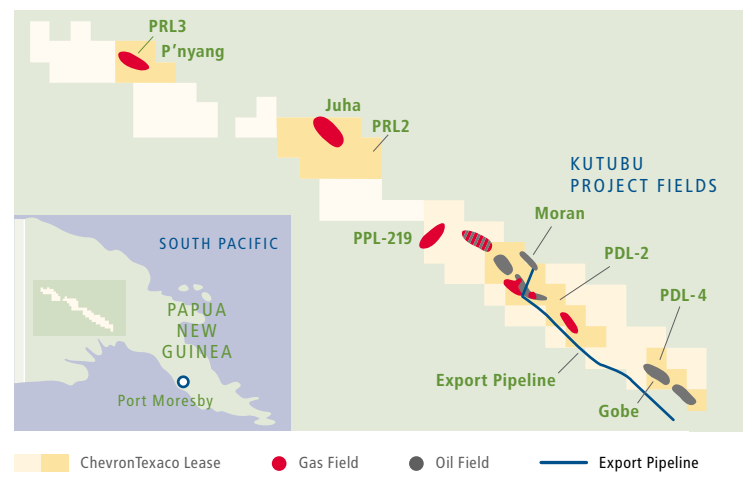 PRL3
P'nyang
Juha
PRL2
KUTUBU
PROJECT FIELDS
Moran
PPL-219
PDL-2
SOUTH PACIFIC
PDL-4
PAPUA
NEW
GUINEA
Export Pipeline
Port Moresby
Gobe
ChevronTexaco Lease
Gas Field
Oil Field
Export Pipeline